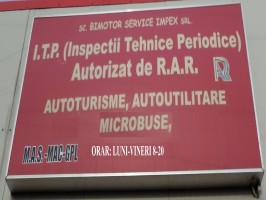 SC. BIMOTOR SERVICE IMPEX SRL.
I.T.P. (Inspectii Tehnice Periodice)
Autorizat de R.A.R.
AUTOTURISME, AUTOUTILITARE
MICROBUSE,
M.A.S.-MAC-GPL
ORAR: LUNI-VINERI 8-20